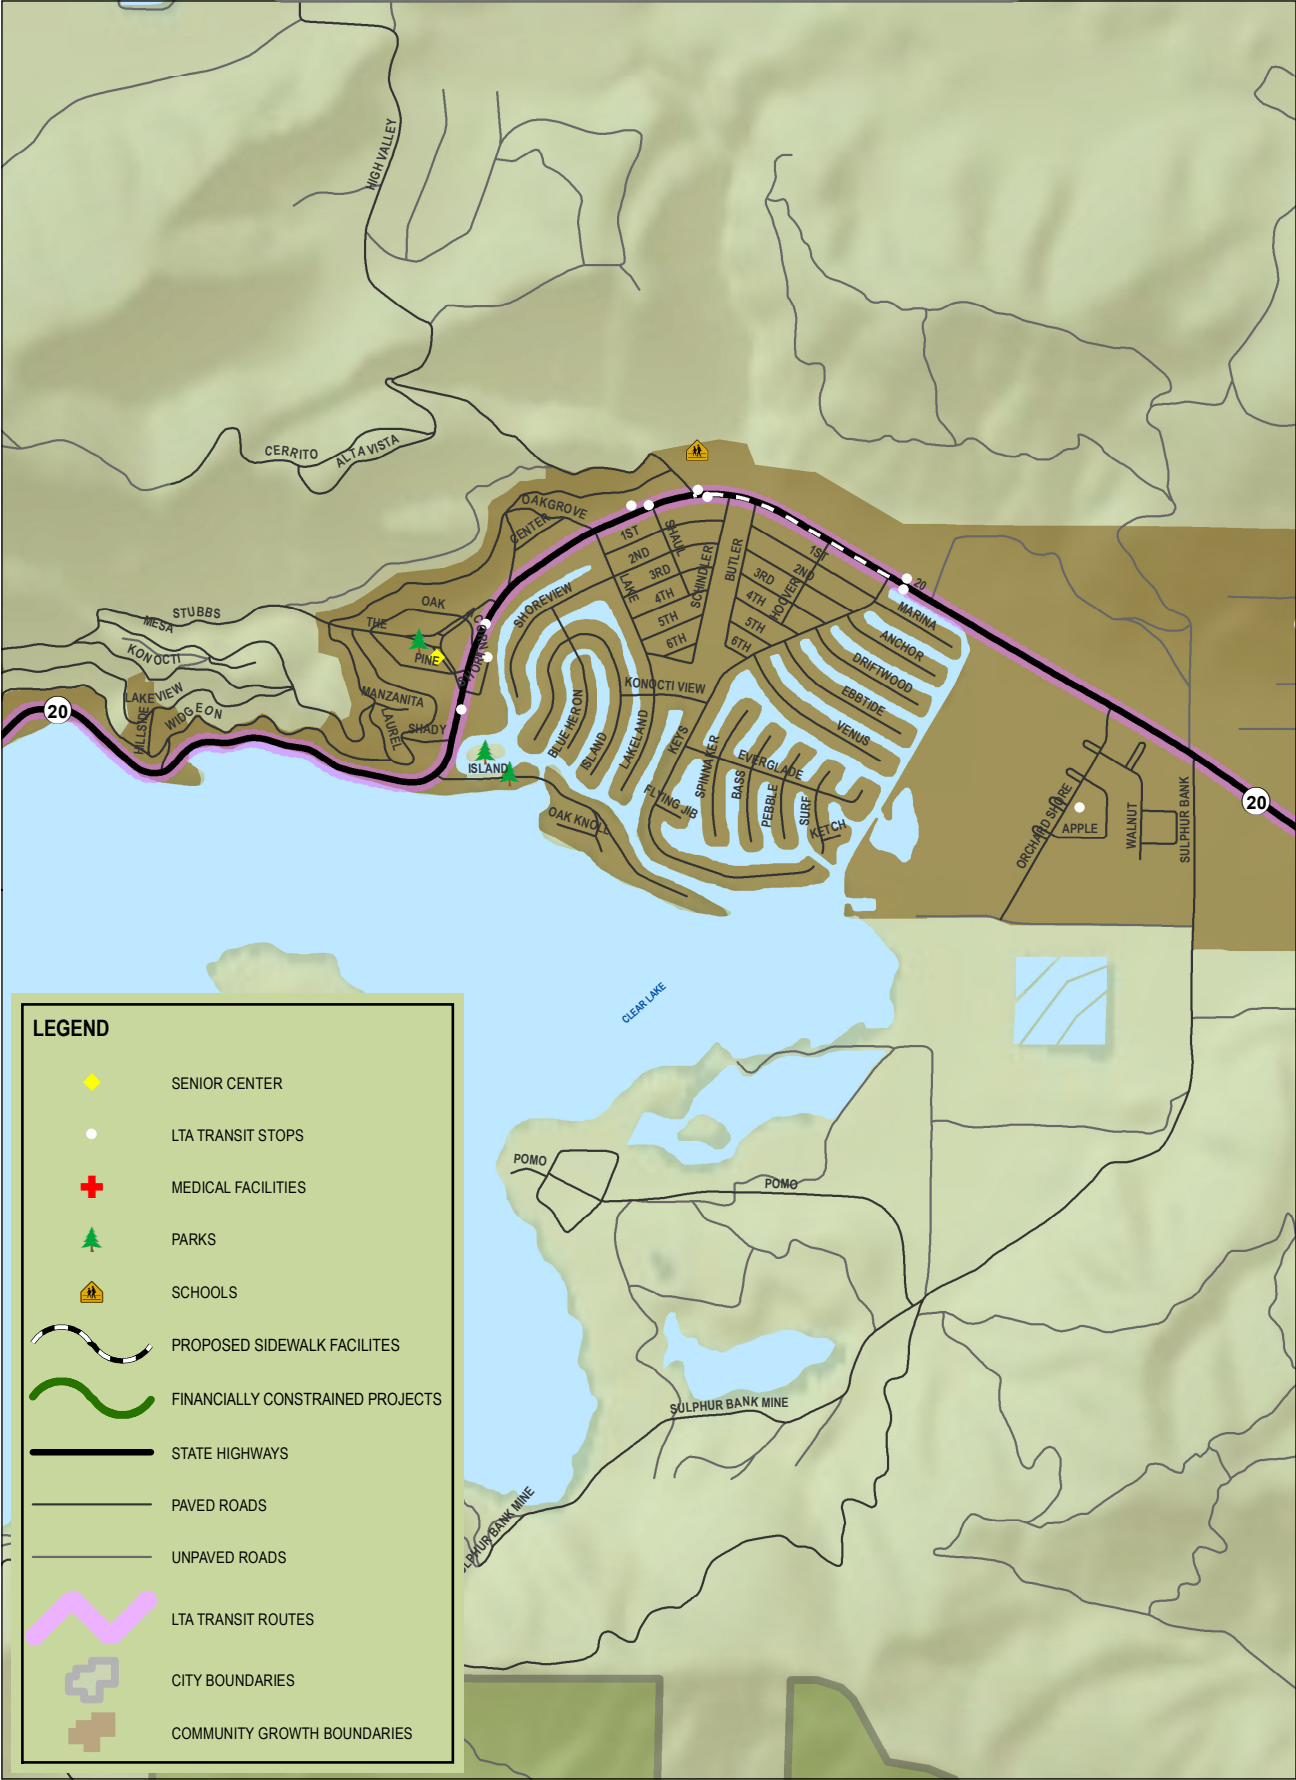 HIGH VALLEY
CERRITO
ALTA VISTA
OAKGROVE
CENTER
1ST
2ND
3RD
4TH
5TH
6TH
SHAUL
LAKE
SCHINDLER
BUTLER
1ST
2ND
3RD
4TH
5TH
6TH
HOOVER
20
MARINA
ANCHOR
DRIFTWOOD
EBBTIDE
VENUS
STUBBS
MESA
KONOCTI
LAKEVIEW
HILLSIDE
WIDGEON
20
OAK
THE
PINE
MANZANITA
LAUREL
SHADY
SHOREVIEW
KONOCTI VIEW
BLUE HERON
ISLAND
LAKELAND
KEYS
SPINNAKER
EVERGLADE
BASS
PEBBLE
SURF
KETCH
FLYING JIB
ISLAND
OAK KNOLL
ORCHARD SHORE
APPLE
WALNUT
SULPHUR BANK
20
CLEAR LAKE
POMO
POMO
SULPHUR BANK MINE
LPHUR BANK MINE
LEGEND
SENIOR CENTER
LTA TRANSIT STOPS
MEDICAL FACILITIES
PARKS
SCHOOLS
PROPOSED SIDEWALK FACILITES
FINANCIALLY CONSTRAINED PROJECTS
STATE HIGHWAYS
PAVED ROADS
UNPAVED ROADS
LTA TRANSIT ROUTES
CITY BOUNDARIES
COMMUNITY GROWTH BOUNDARIES